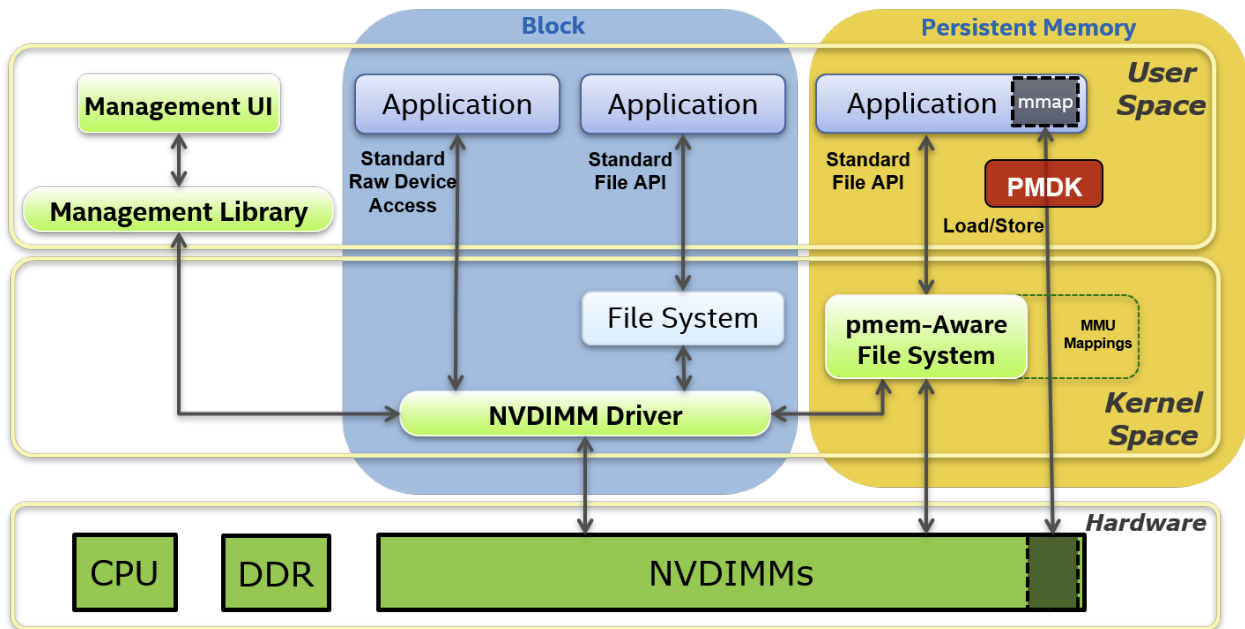 Block
Persistent Memory
User
Space
Management UI
Application
Application
Application
mmap
Standard
Raw Device
Access
Standard
File API
Standard
File API
PMDK
Management Library
Load/Store
File System
pmem-Aware
File System
MMU
Mappings
NVDIMM Driver
Kernel
Space
Hardware
CPU
DDR
NVDIMMs